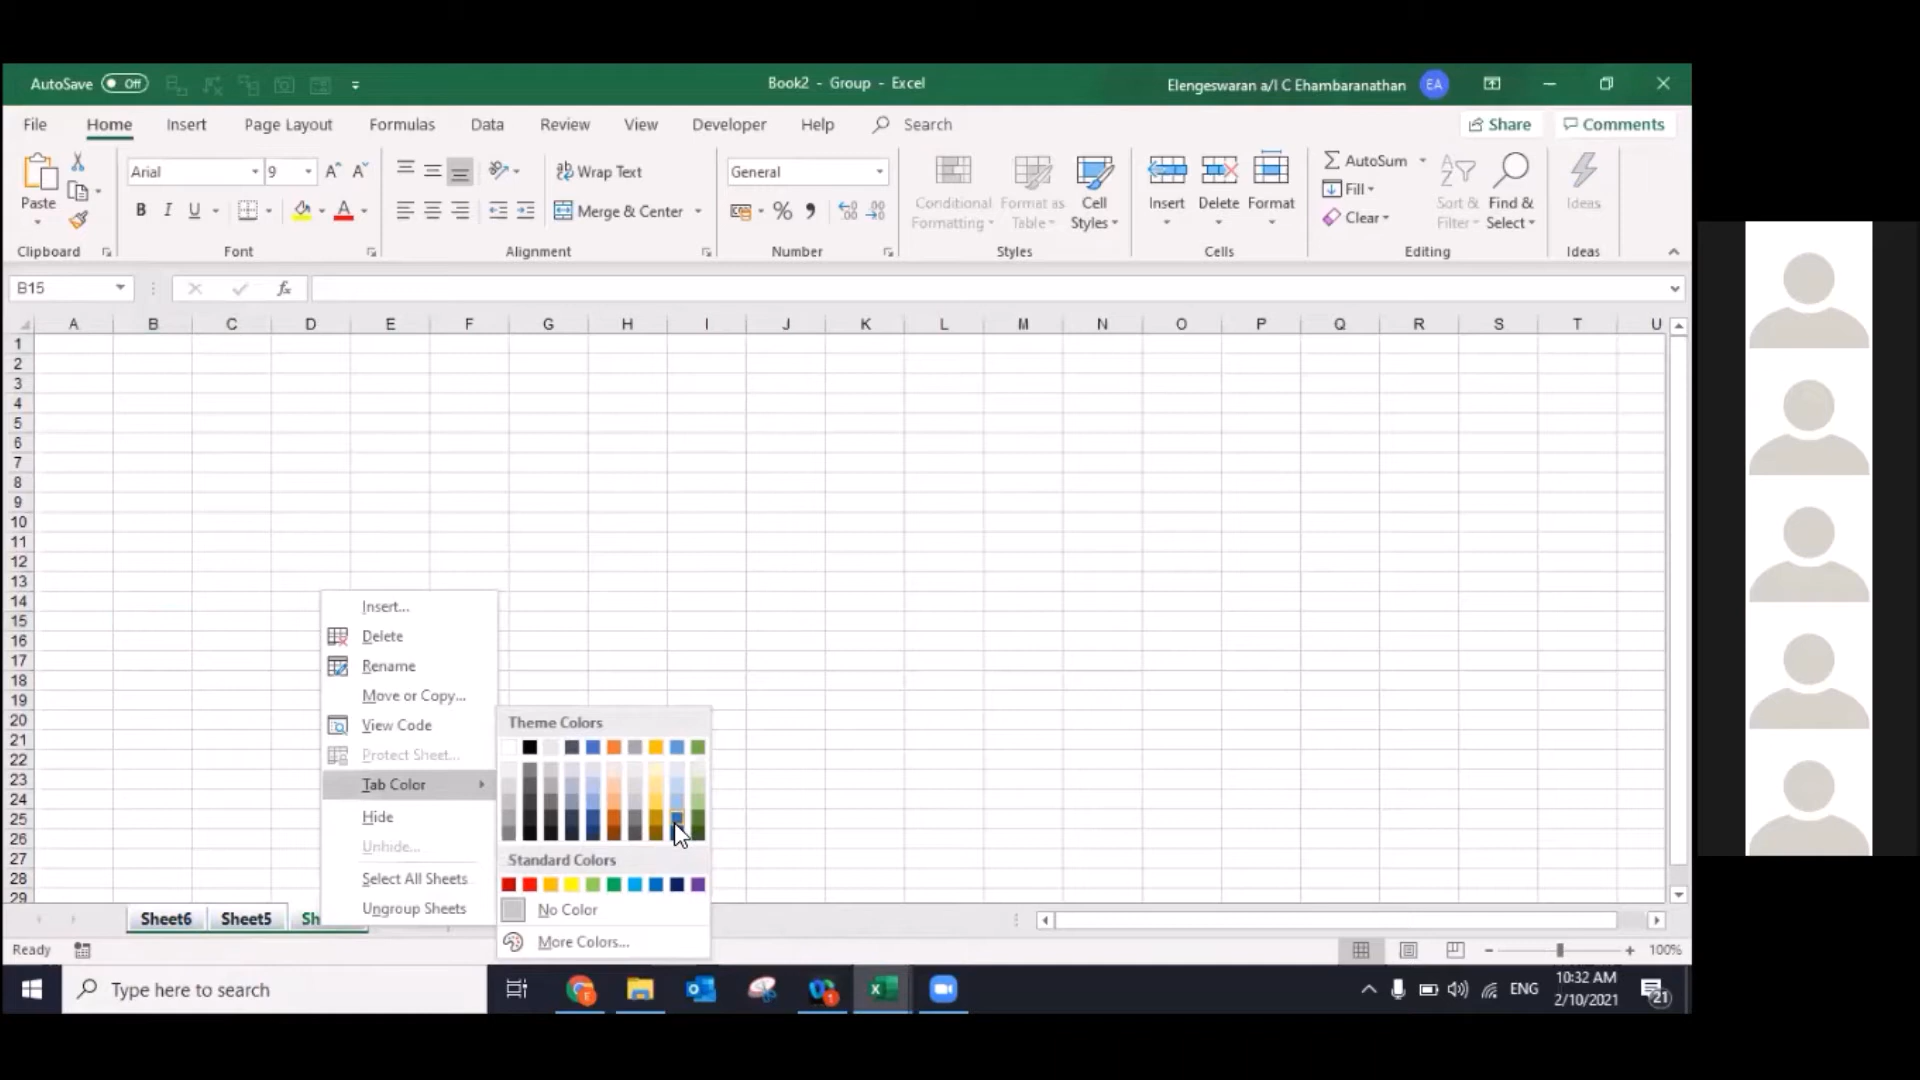 AutoSave Off Book2 - Group - Excel Elengeswaran a/l C Ehambaranathan EA
File Home Insert Page Layout Formulas Data Review View Developer Help Search Share Comments
Paste
Clipboard
Arial 9
B I U A
Font
Wrap Text
Merge & Center
Alignment
General
%
Number
Conditional Formatting
Format as Table
Cell Styles
Styles
Insert Delete Format
Cells
AutoSum
Fill
Clear
Sort & Filter
Find & Select
Editing
Ideas
Ideas
B15 fx
A B C D E F G H I J K L M N O P Q R S T U
1
2
3
4
5
6
7
8
9
10
11
12
13
14
15
16
17
18
19
20
21
22
23
24
25
26
27
28
29
Insert...
Delete
Rename
Move or Copy...
View Code
Protect Sheet...
Tab Color
Hide
Unhide...
Select All Sheets
Ungroup Sheets
Theme Colors
Standard Colors
No Color
More Colors...
Sheet6 Sheet5 Sh
Ready 100%
Type here to search ENG 10:32 AM
2/10/2021 21